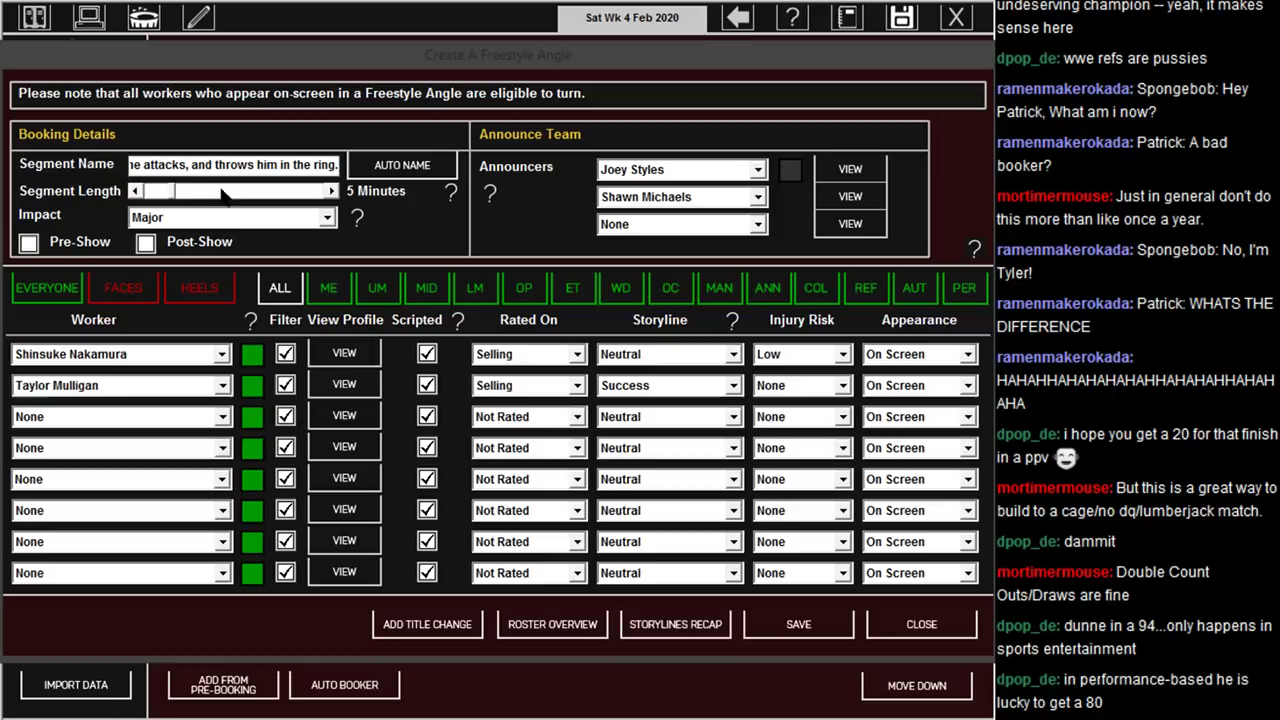 Sat Wk 4 Feb 2020
Create A Freestyle Angle
Please note that all workers who appear on-screen in a Freestyle Angle are eligible to turn.
Booking Details
Segment Name
ne attacks, and throws him in the ring.
AUTO NAME
Segment Length
5 Minutes
?
Impact
Major
?
Pre-Show
Post-Show
Announce Team
Announcers
?
Joey Styles
VIEW
Shawn Michaels
VIEW
None
VIEW
?
EVERYONE FACES HEELS ALL ME UM MID LM OP ET WD OC MAN ANN COL REF AUT PER
Worker ? Filter View Profile Scripted ? Rated On Storyline ? Injury Risk Appearance
Shinsuke Nakamura VIEW Selling Neutral Low On Screen
Taylor Mulligan VIEW Selling Success None On Screen
None VIEW Not Rated Neutral None On Screen
None VIEW Not Rated Neutral None On Screen
None VIEW Not Rated Neutral None On Screen
None VIEW Not Rated Neutral None On Screen
None VIEW Not Rated Neutral None On Screen
None VIEW Not Rated Neutral None On Screen
ADD TITLE CHANGE ROSTER OVERVIEW STORYLINES RECAP SAVE CLOSE
IMPORT DATA
ADD FROM
PRE-BOOKING
AUTO BOOKER
MOVE DOWN
undeserving champion -- yeah, it makes
sense here
dpop_de: wwe refs are pussies
ramenmakerokada: Spongebob: Hey
Patrick, What am i now?
ramenmakerokada: Patrick: A bad
booker?
mortimermouse: Just in general don't do
this more than like once a year.
ramenmakerokada: Spongebob: No, I'm
Tyler!
ramenmakerokada: Patrick: WHATS THE
DIFFERENCE
ramenmakerokada:
HAHAHHAHAHAHAHHAHAHAHHAHAH
AHA
dpop_de: i hope you get a 20 for that finish
in a ppv
mortimermouse: But this is a great way to
build to a cage/no dq/lumberjack match.
dpop_de: dammit
mortimermouse: Double Count
Outs/Draws are fine
dpop_de: dunne in a 94...only happens in
sports entertainment
dpop_de: in performance-based he is
lucky to get a 80